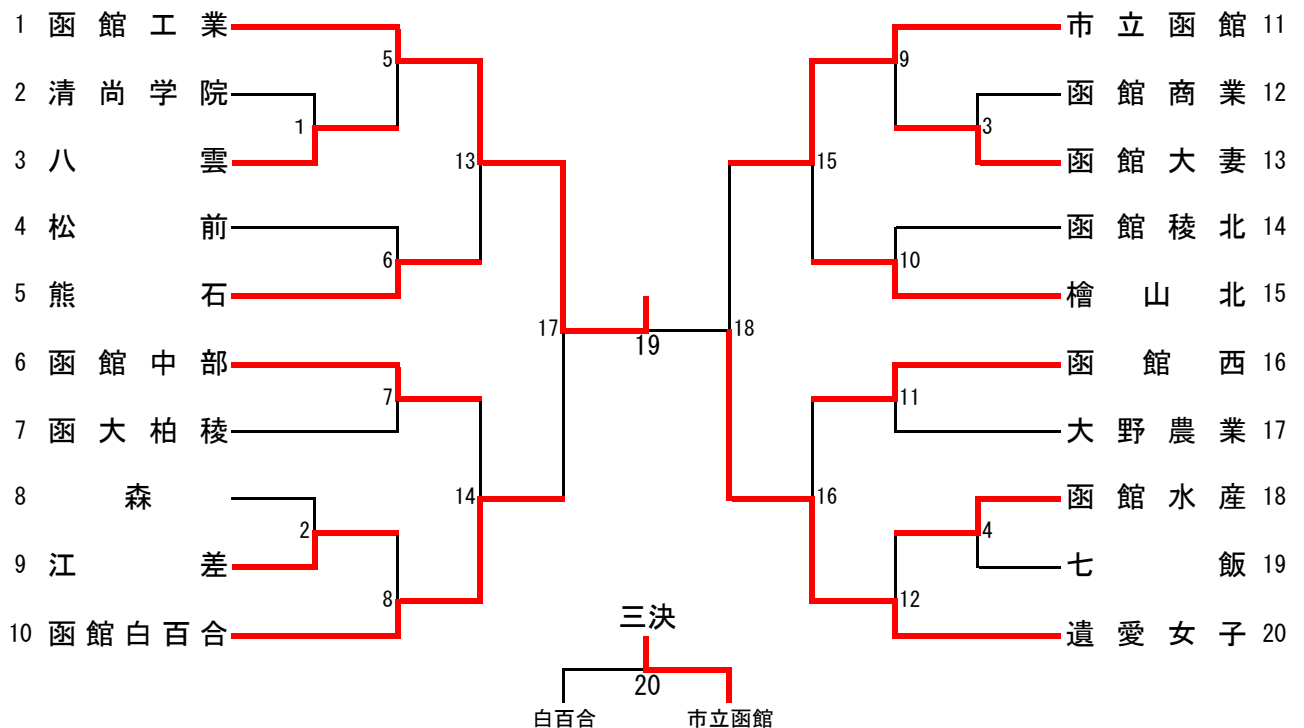 1 函館工業
2 清尚学院
3 八雲
4 松前
5 熊石
6 函館中部
7 函大柏稜
8 森
9 江差
10 函館白百合
市立函館 11
函館商業 12
函館大妻 13
函館稜北 14
檜山北 15
函館西 16
大野農業 17
函館水産 18
七飯 19
遺愛女子 20
5
1
13
6
17
7
14
2
8
19
9
3
15
10
18
11
16
4
12
三決
20
白百合 市立函館